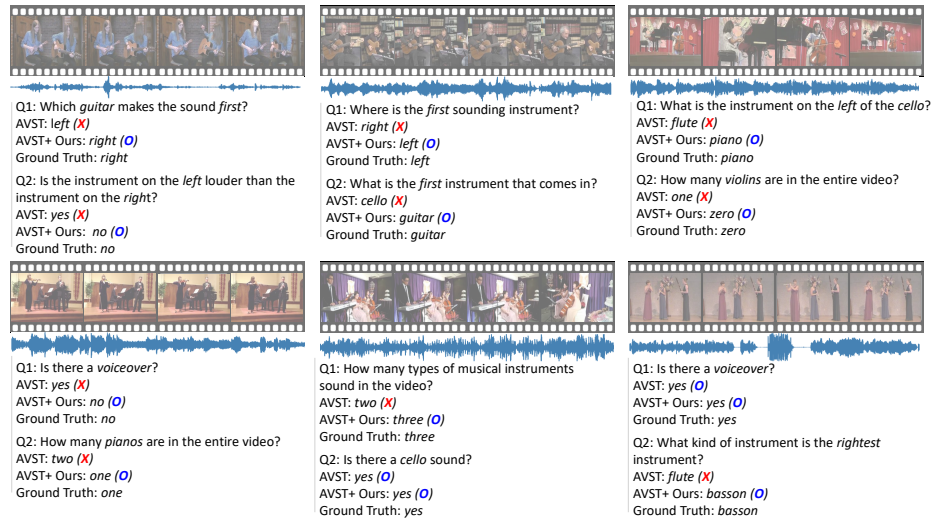 Q1: Which guitar makes the sound first?
AVST: left (X)
AVST+ Ours: right (O)
Ground Truth: right
Q2: Is the instrument on the left louder than the
instrument on the right?
AVST: yes (X)
AVST+ Ours: no (O)
Ground Truth: no
Q1: Where is the first sounding instrument?
AVST: right (X)
AVST+ Ours: left (O)
Ground Truth: left
Q2: What is the first instrument that comes in?
AVST: cello (X)
AVST+ Ours: guitar (O)
Ground Truth: guitar
Q1: What is the instrument on the left of the cello?
AVST: flute (X)
AVST+ Ours: piano (O)
Ground Truth: piano
Q2: How many violins are in the entire video?
AVST: one (X)
AVST+ Ours: zero (O)
Ground Truth: zero
Q1: Is there a voiceover?
AVST: yes (X)
AVST+ Ours: no (O)
Ground Truth: no
Q2: How many pianos are in the entire video?
AVST: two (X)
AVST+ Ours: one (O)
Ground Truth: one
Q1: How many types of musical instruments
sound in the video?
AVST: two (X)
AVST+ Ours: three (O)
Ground Truth: three
Q2: Is there a cello sound?
AVST: yes (O)
AVST+ Ours: yes (O)
Ground Truth: yes
Q1: Is there a voiceover?
AVST: yes (O)
AVST+ Ours: yes (O)
Ground Truth: yes
Q2: What kind of instrument is the rightest
instrument?
AVST: flute (X)
AVST+ Ours: basson (O)
Ground Truth: basson